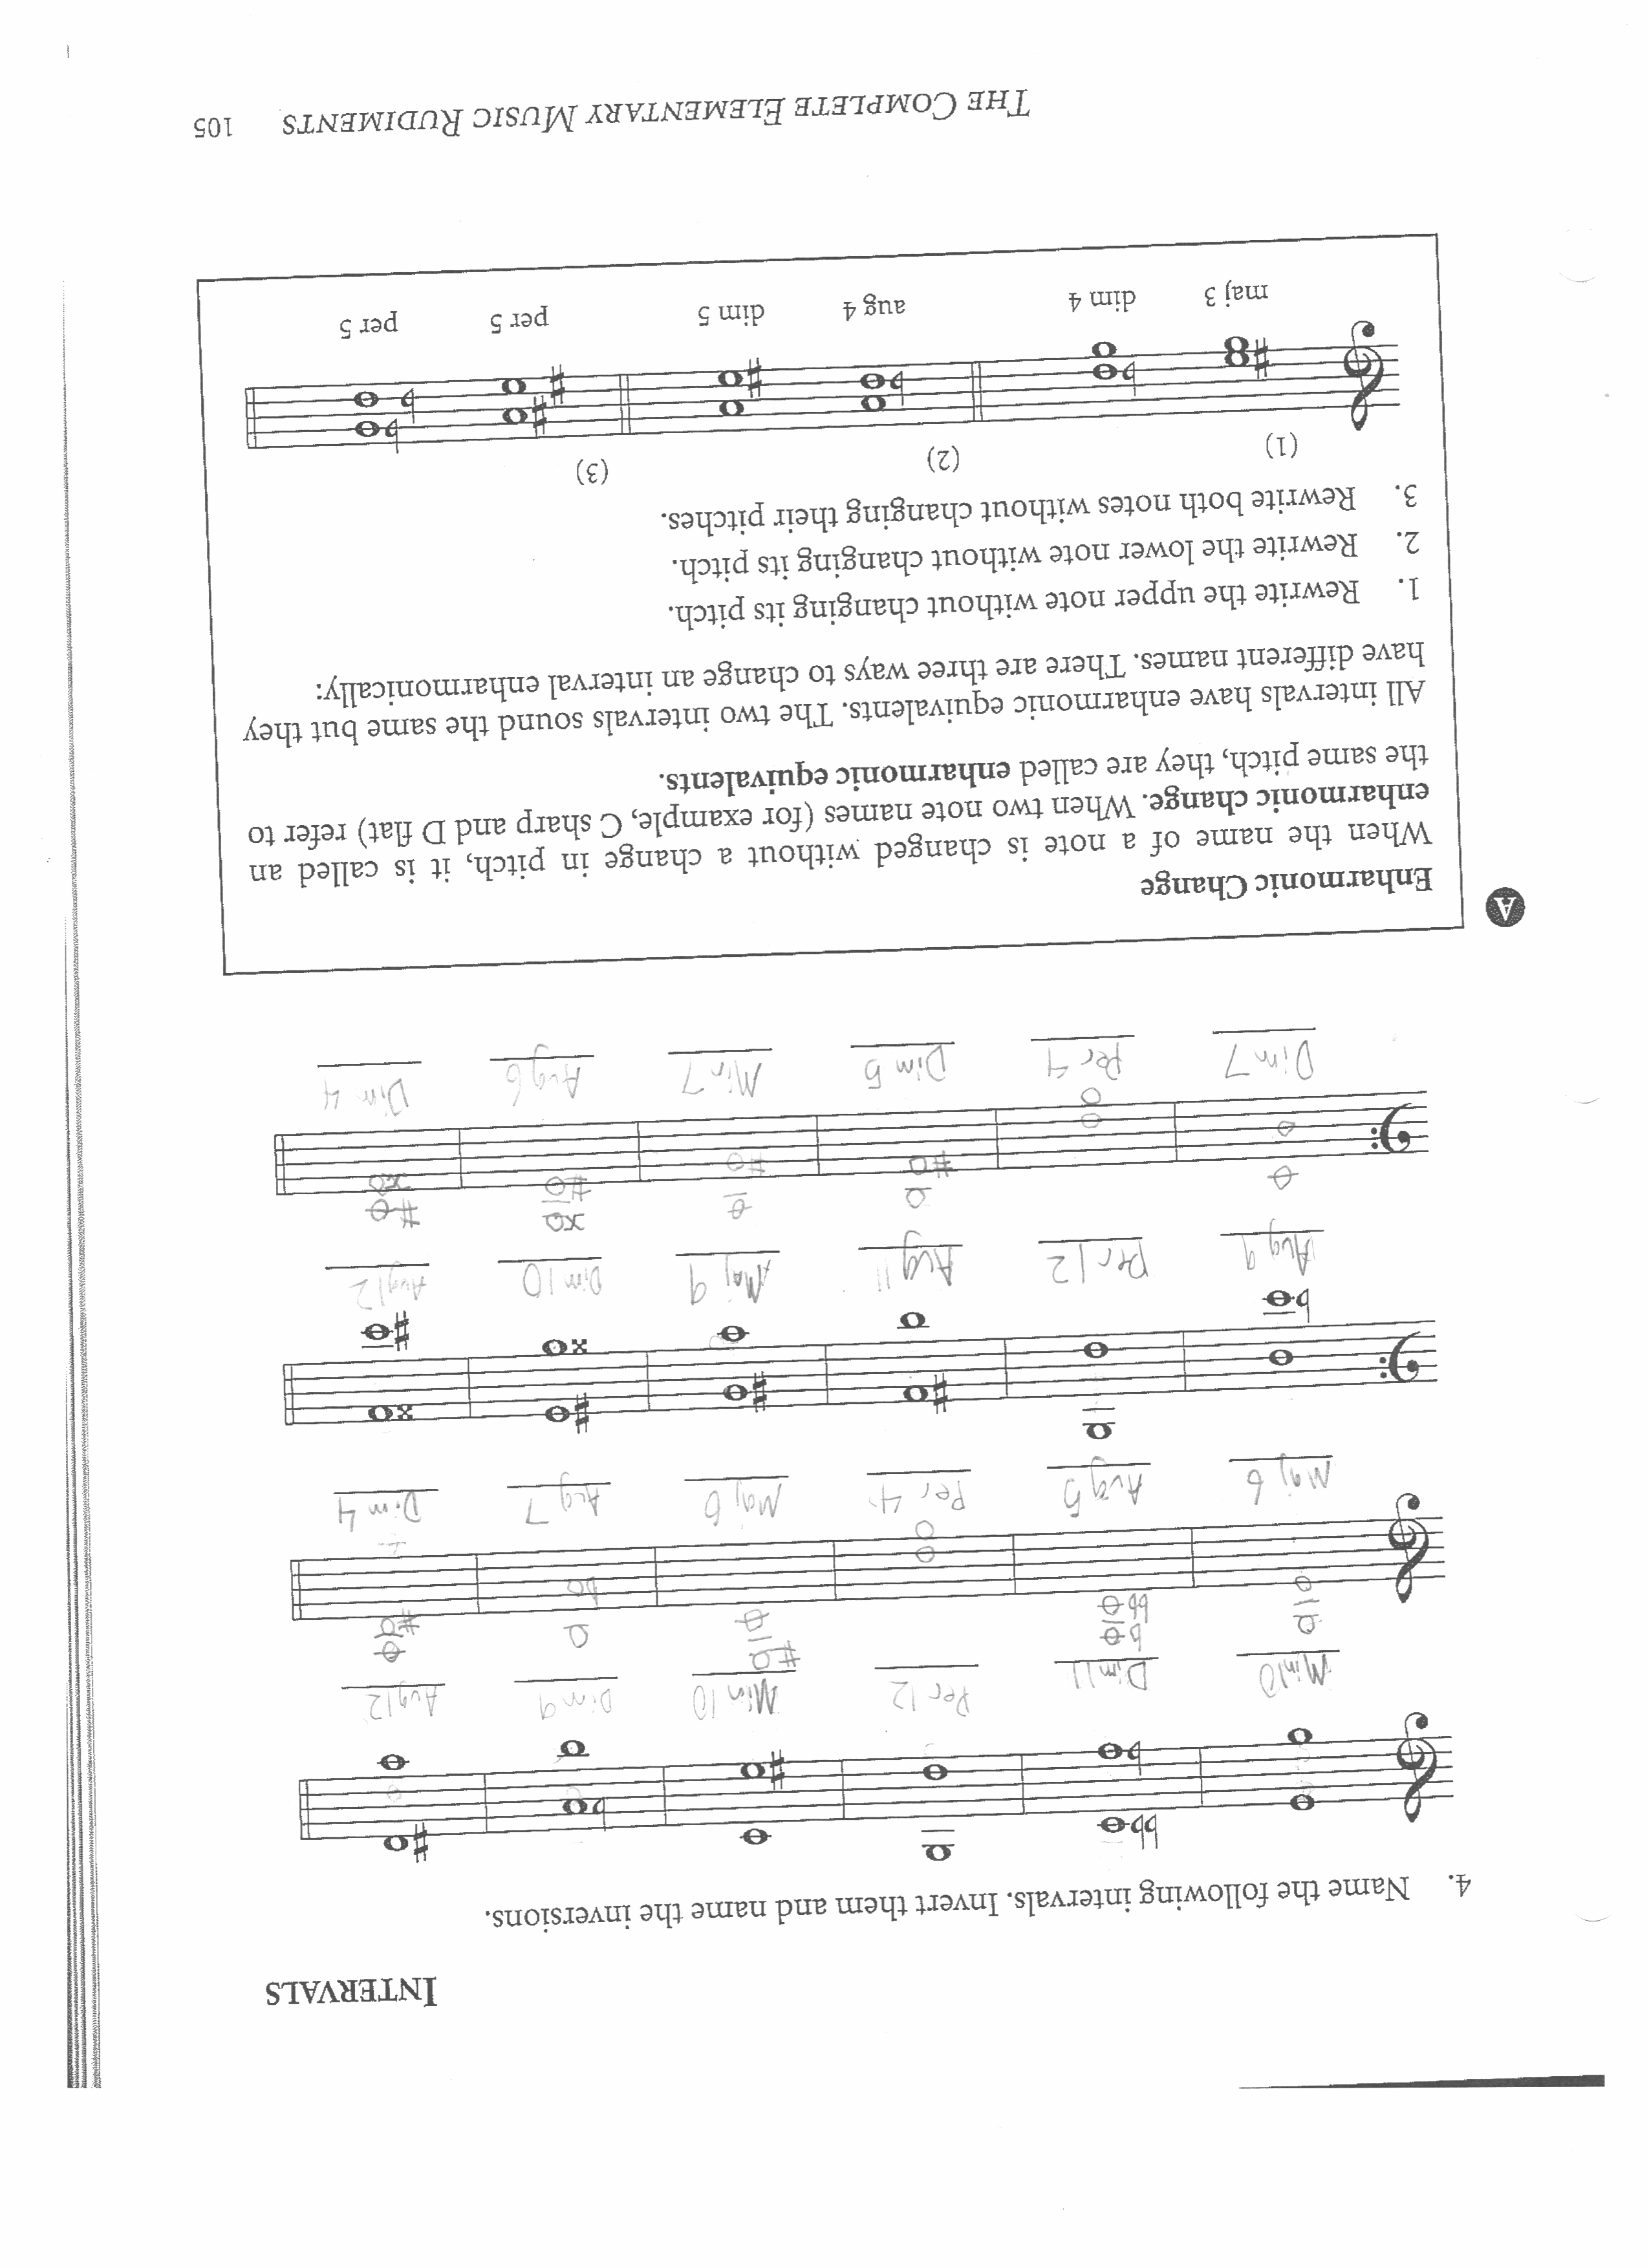 INTERVALS
4. Name the following intervals. Invert them and name the inversions.
Min10 Dim11 Per 12 Min 10 Dim 9 Aug12
Maj 6 Aug 5 Per 4 Maj 6 Aug 7 Dim 4
Aug 9 Per 12 Aug 11 Maj 9 Dim 10 Aug12
Dim 7 Per 4 Dim 5 Min 7 Aug 6 Dim 4
A
Enharmonic Change
When the name of a note is changed without a change in pitch, it is called an
enharmonic change. When two note names (for example, C sharp and D flat) refer to
the same pitch, they are called enharmonic equivalents.
All intervals have enharmonic equivalents. The two intervals sound the same but they
have different names. There are three ways to change an interval enharmonically:
1. Rewrite the upper note without changing its pitch.
2. Rewrite the lower note without changing its pitch.
3. Rewrite both notes without changing their pitches.
(1) (2) (3)
maj 3 dim 4 aug 4 dim 5 per 5 per 5
THE COMPLETE ELEMENTARY MUSIC RUDIMENTS 105